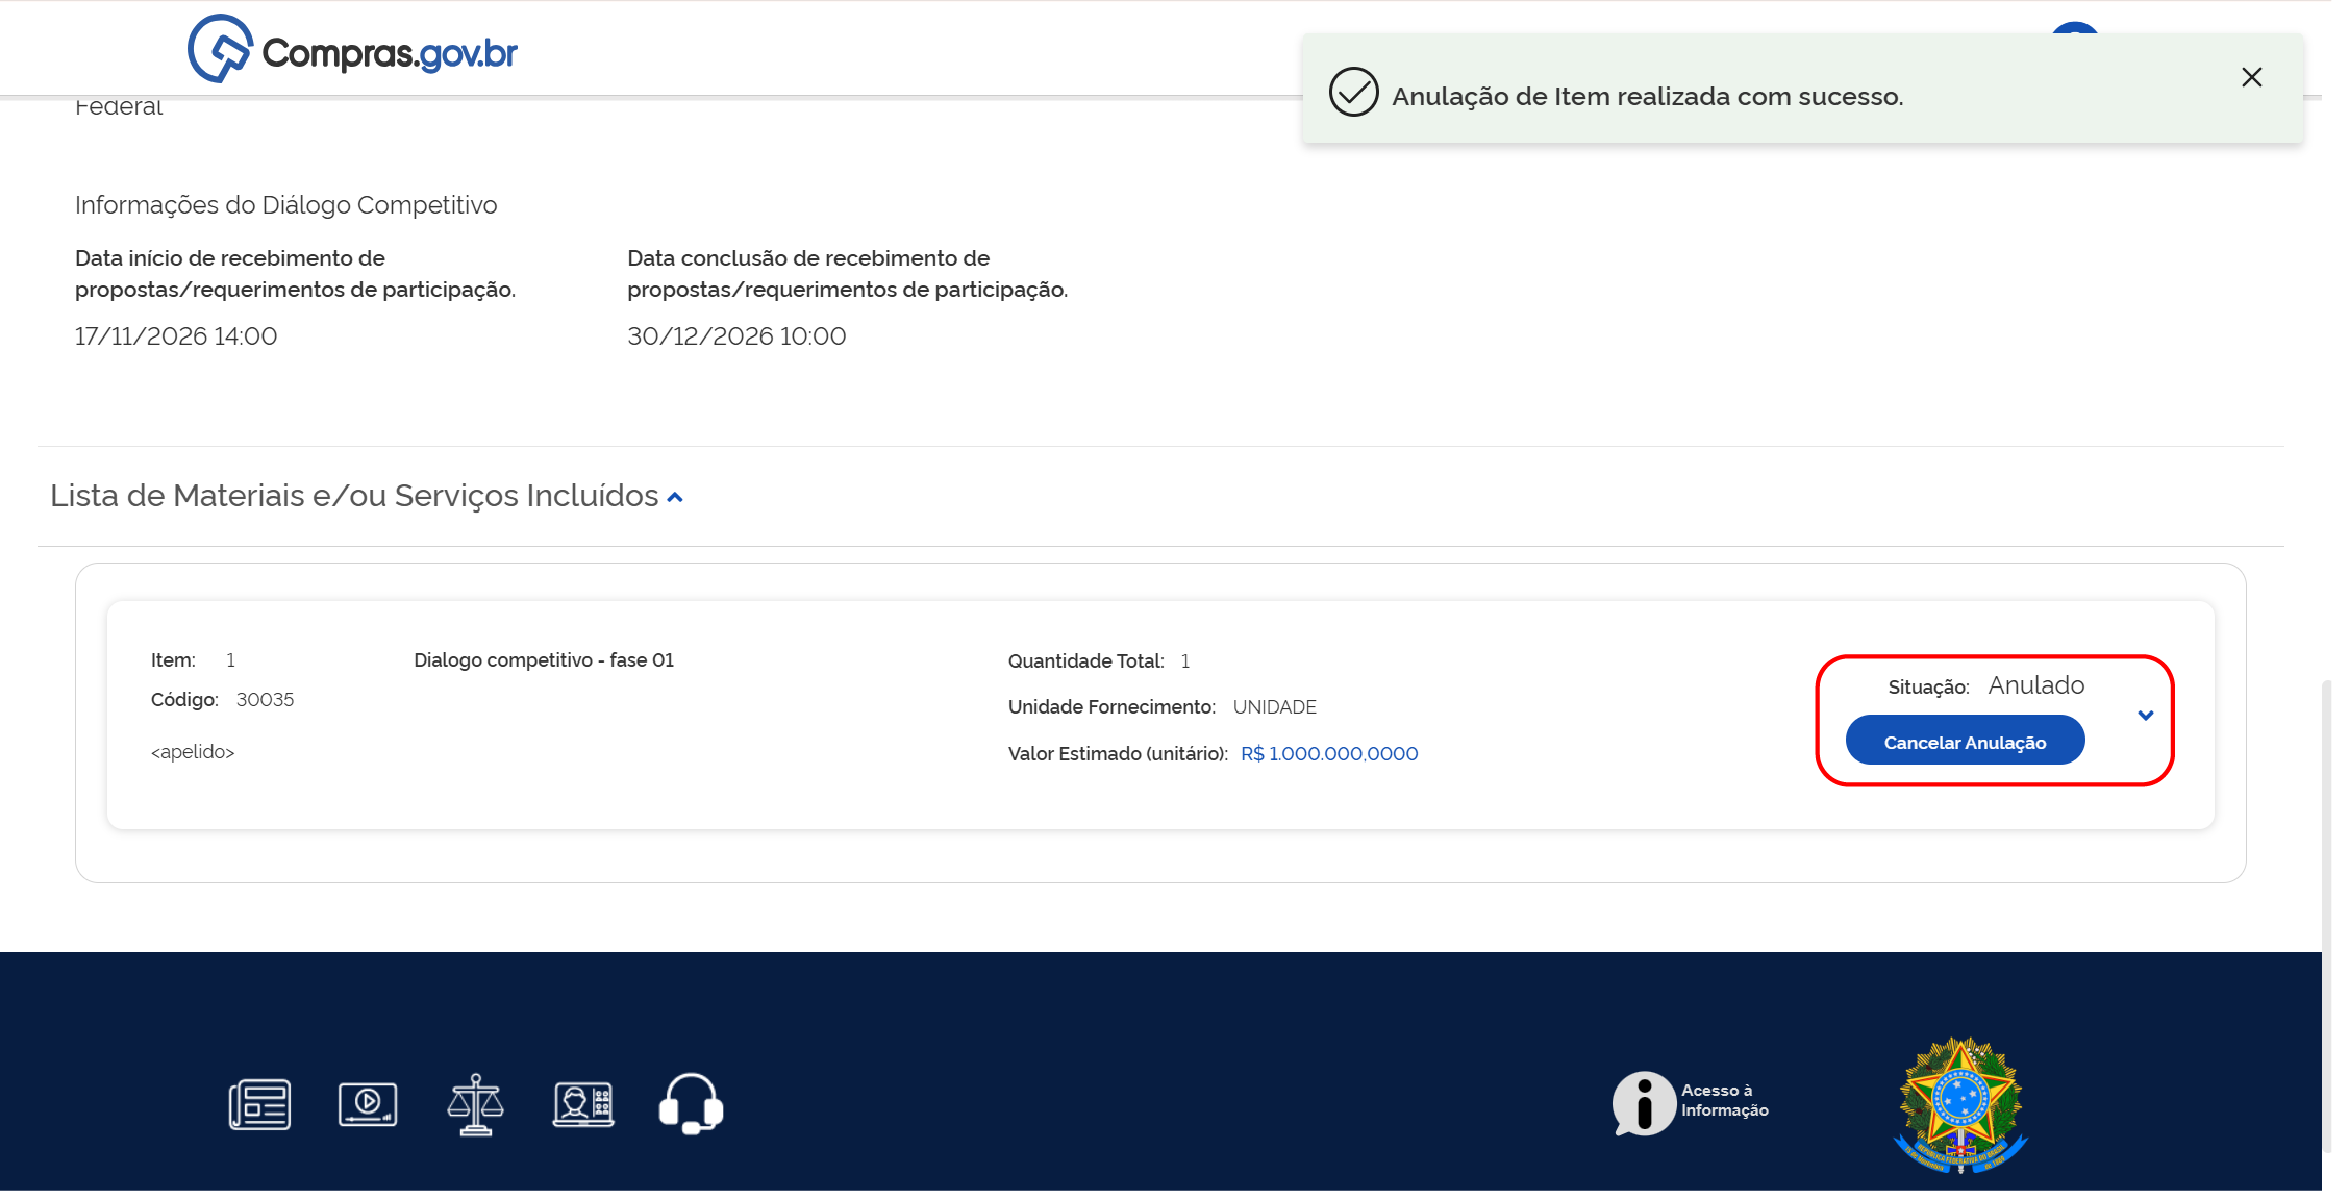 Compras.gov.br
Anulação de Item realizada com sucesso.
Federal
Informações do Diálogo Competitivo
Data início de recebimento de propostas/requerimentos de participação.
17/11/2026 14:00
Data conclusão de recebimento de propostas/requerimentos de participação.
30/12/2026 10:00
Lista de Materiais e/ou Serviços Incluídos
Item: 1
Código: 30035
<apelido>
Dialogo competitivo - fase 01
Quantidade Total: 1
Unidade Fornecimento: UNIDADE
Valor Estimado (unitário): R$ 1.000.000,0000
Situação: Anulado
Cancelar Anulação
Acesso à
Informação